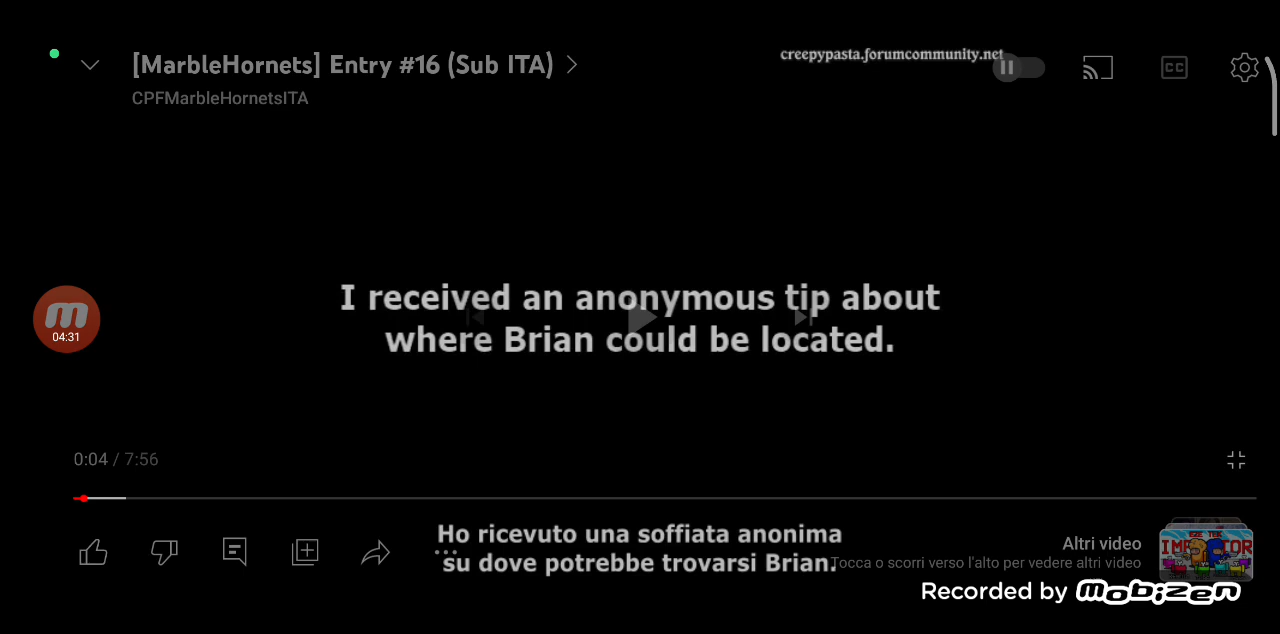 [MarbleHornets] Entry #16 (Sub ITA)
creepypasta.forumcommunity.net
CC
CPFMarbleHornetsITA
I received an anonymous tip about
where Brian could be located.
m
04:31
0:04 / 7:56
Ho ricevuto una soffiata anonima
su dove potrebbe trovarsi Brian.
Altri video
Tocca o scorri verso l'alto per vedere altri video
Recorded by mobizen